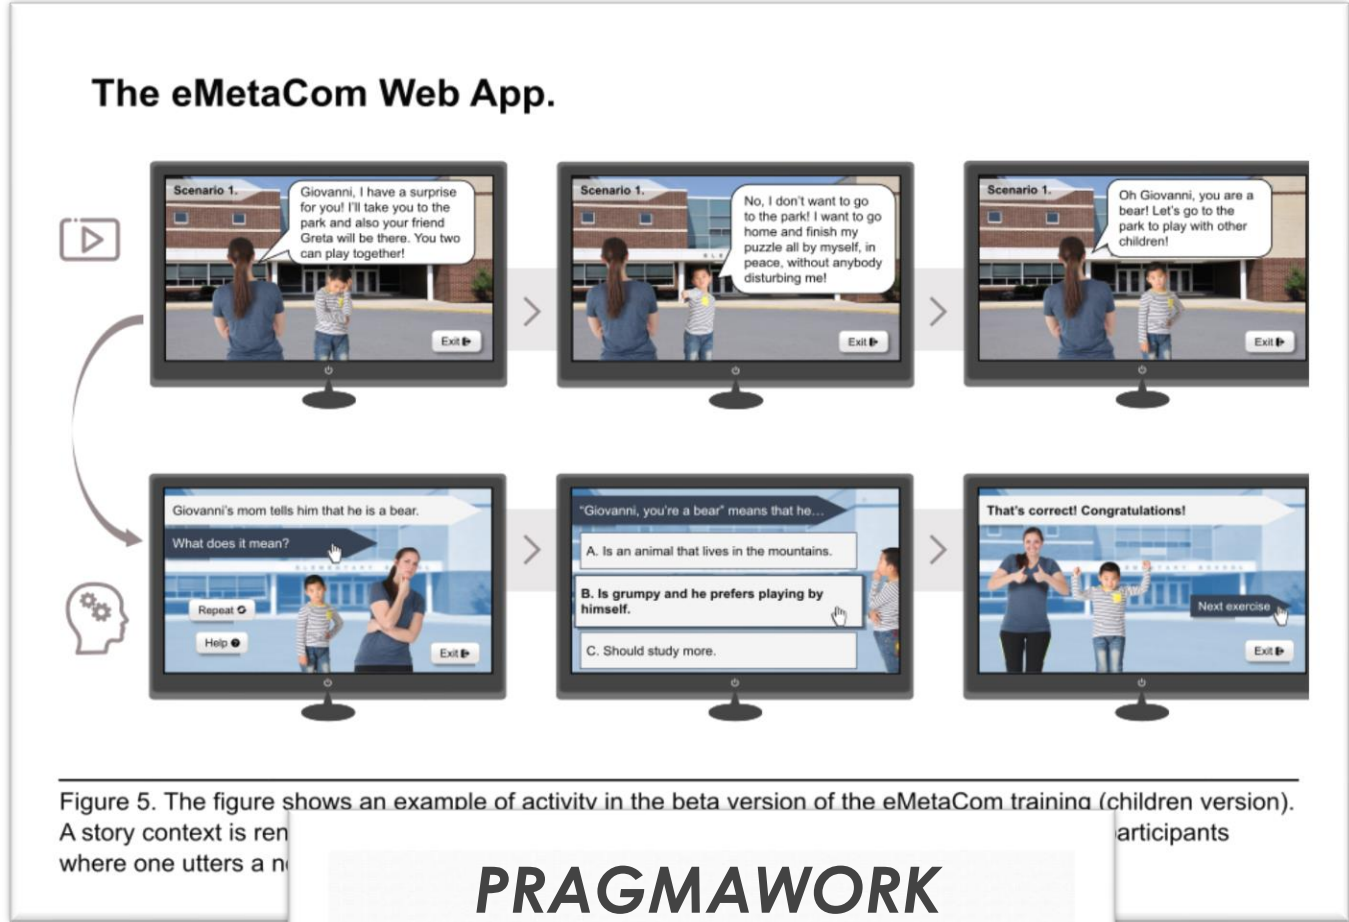 The eMetaCom Web App.
Scenario 1.
Giovanni, I have a surprise
for you! I'll take you to the
park and also your friend
Greta will be there. You two
can play together!
Exit
Scenario 1.
No, I don't want to go
to the park! I want to go
home and finish my
puzzle all by myself, in
peace, without anybody
disturbing me!
Exit
Scenario 1.
Oh Giovanni, you are a
bear! Let's go to the
park to play with other
children!
Exit
Giovanni's mom tells him that he is a bear.
What does it mean?
ELEMENTARY SCHOOL
Repeat
Help
Exit
"Giovanni, you're a bear" means that he...
A. Is an animal that lives in the mountains.
B. Is grumpy and he prefers playing by
himself.
C. Should study more.
That's correct! Congratulations!
Next exercise
Exit
Figure 5. The figure shows an example of activity in the beta version of the eMetaCom training (children version).
A story context is ren
articipants
where one utters a n
PRAGMAWORK